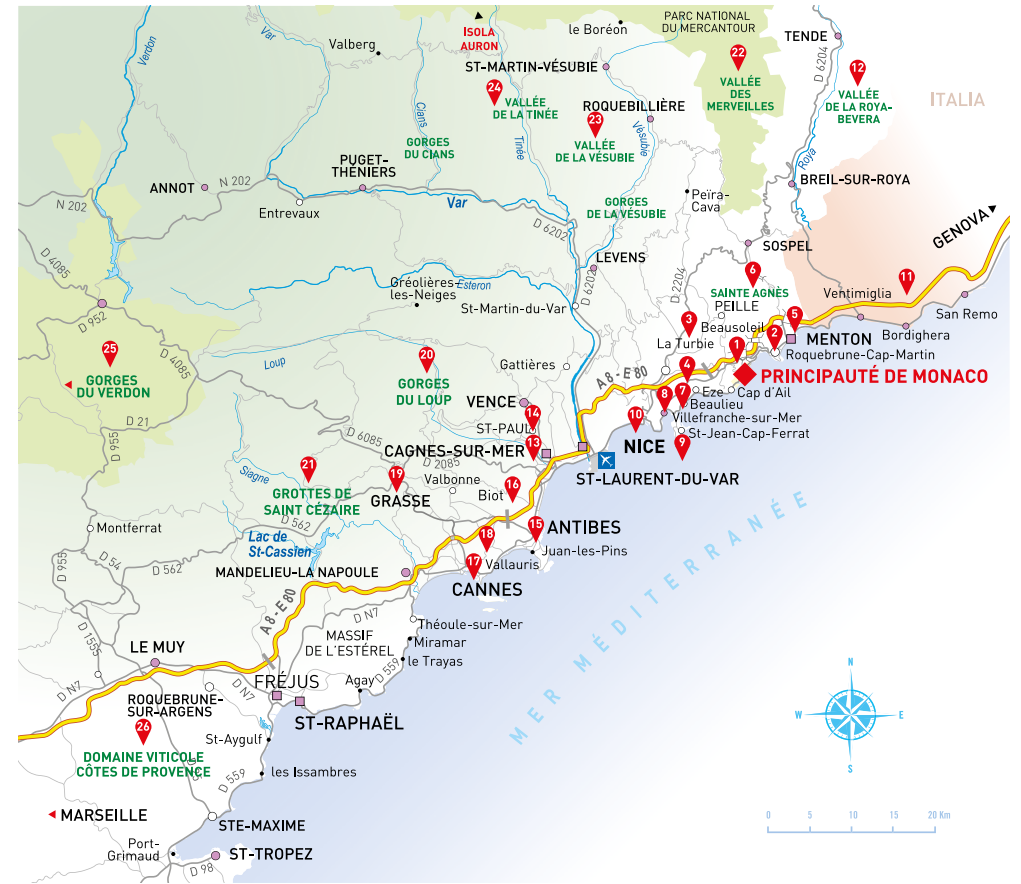 PARC NATIONAL
DU MERCANTOUR
le Boréon
ISOLA
AURON
Var
Verdon
Valberg
TENDE
D 6204
ST-MARTIN-VÉSUBIE
22
VALLÉE
DES
MERVEILLES
12
VALLÉE
DE LA ROYA-
BEVERA
ITALIA
24
VALLÉE
DE LA TINÉE
ROQUEBILLIÈRE
23
VALLÉE
DE LA VÉSUBIE
Cians
Tinée
Vésubie
GORGES
DU CIANS
Roya
PUGET-
THENIERS
ANNOT
N 202
N 202
Entrevaux
Var
D 6202
BREIL-SUR-ROYA
Peïra-
Cava
GORGES
DE LA VÉSUBIE
GENOVA
SOSPEL
LEVENS
D 4085
D 6202
D 2204
6
SAINTE AGNÈS
PEILLE
11
Ventimiglia
Gréolières-
les-Neiges
Esteron
St-Martin-du-Var
San Remo
D 952
3
Beausoleil
La Turbie
5
MENTON
Bordighera
2
Roquebrune-Cap-Martin
25
GORGES
DU VERDON
D 4085
Loup
20
GORGES
DU LOUP
Gattières
1
PRINCIPAUTÉ DE MONACO
A 8 - E 80
4
Eze
Cap d'Ail
7
Beaulieu
8
Villefranche-sur-Mer
St-Jean-Cap-Ferrat
9
10
NICE
VENCE
14
ST-PAUL
D 21
D 6085
D 2085
13
CAGNES-SUR-MER
ST-LAURENT-DU-VAR
D 955
Siagne
21
GROTTES DE
SAINT CÉZAIRE
19
GRASSE
Valbonne
16
Biot
D 562
Montferrat
Lac de
St-Cassien
15
ANTIBES
18
Juan-les-Pins
Vallauris
17
CANNES
D 54
D 562
D 955
MANDELIEU-LA NAPOULE
MER MÉDITERRANÉE
A 8 - E 80
D N7
Théoule-sur-Mer
Miramar
le Trayas
MASSIF
DE L'ESTÉREL
D 1555
D 559
LE MUY
FRÉJUS
Agay
D N7
D N7
ROQUEBRUNE-
SUR-ARGENS
ST-RAPHAËL
26
DOMAINE VITICOLE
CÔTES DE PROVENCE
St-Aygulf
D 559
les Issambres
MARSEILLE
STE-MAXIME
Port-
Grimaud
D 98
ST-TROPEZ
N
W
E
S
0 5 10 15 20 Km